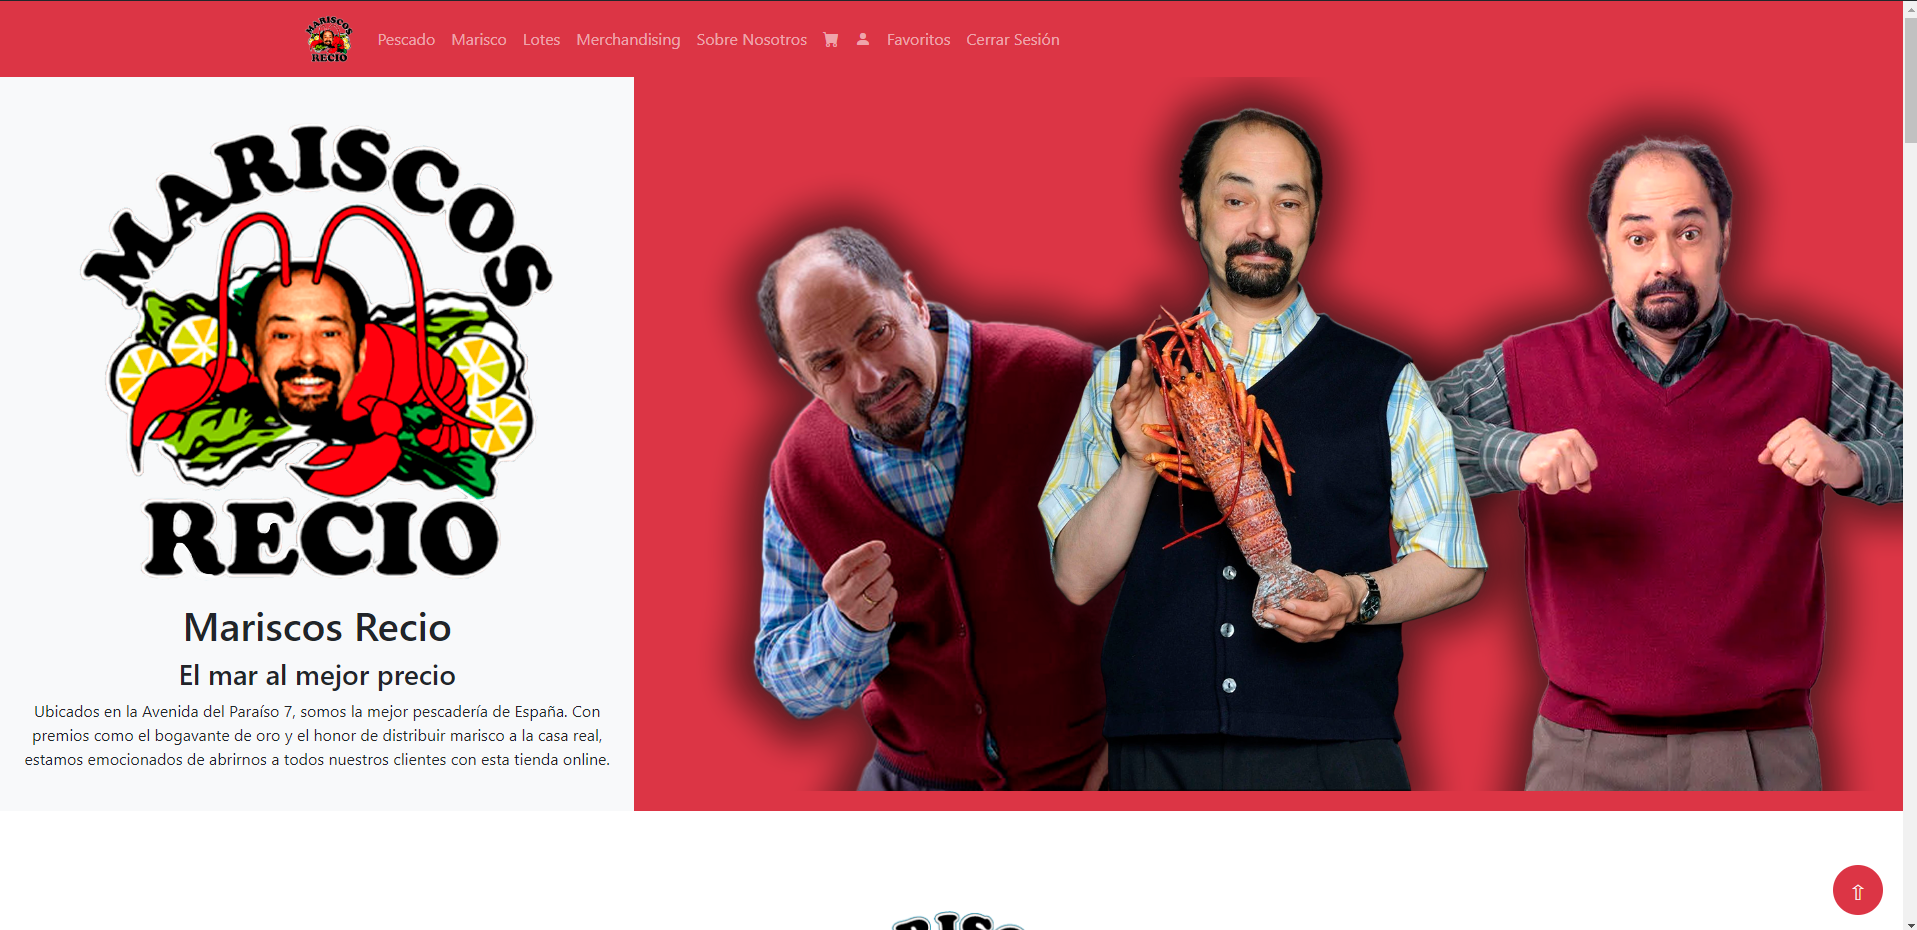 MARISCOS
RECIO
Pescado Marisco Lotes Merchandising Sobre Nosotros Favoritos Cerrar Sesión
MARISCOS
RECIO
Mariscos Recio
El mar al mejor precio
Ubicados en la Avenida del Paraíso 7, somos la mejor pescadería de España. Con
premios como el bogavante de oro y el honor de distribuir marisco a la casa real,
estamos emocionados de abrirnos a todos nuestros clientes con esta tienda online.